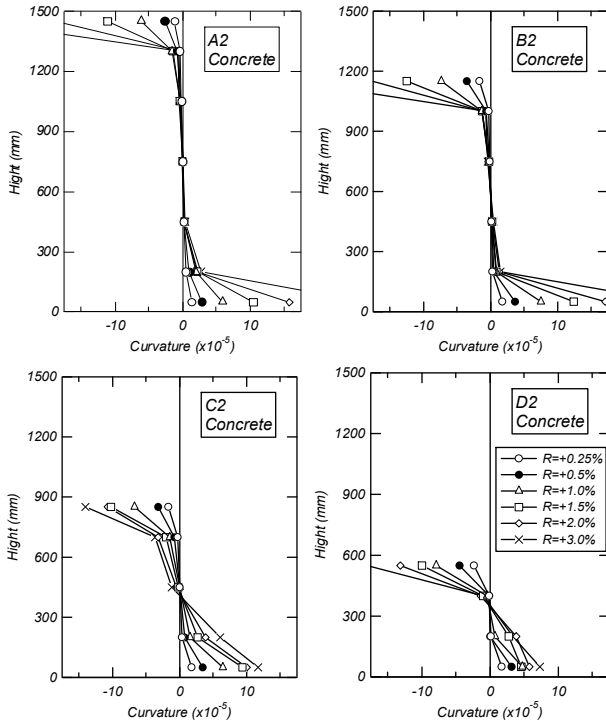 A2
Concrete
Hight (mm)
1500
1200
900
600
300
0
-10
0
10
Curvature (x10-5)
B2
Concrete
Hight (mm)
1500
1200
900
600
300
0
-10
0
10
Curvature (x10-5)
C2
Concrete
Hight (mm)
1500
1200
900
600
300
0
-10
0
10
Curvature (x10-5)
D2
Concrete
R=+0.25%
R=+0.5%
R=+1.0%
R=+1.5%
R=+2.0%
R=+3.0%
Hight (mm)
1500
1200
900
600
300
0
-10
0
10
Curvature (x10-5)